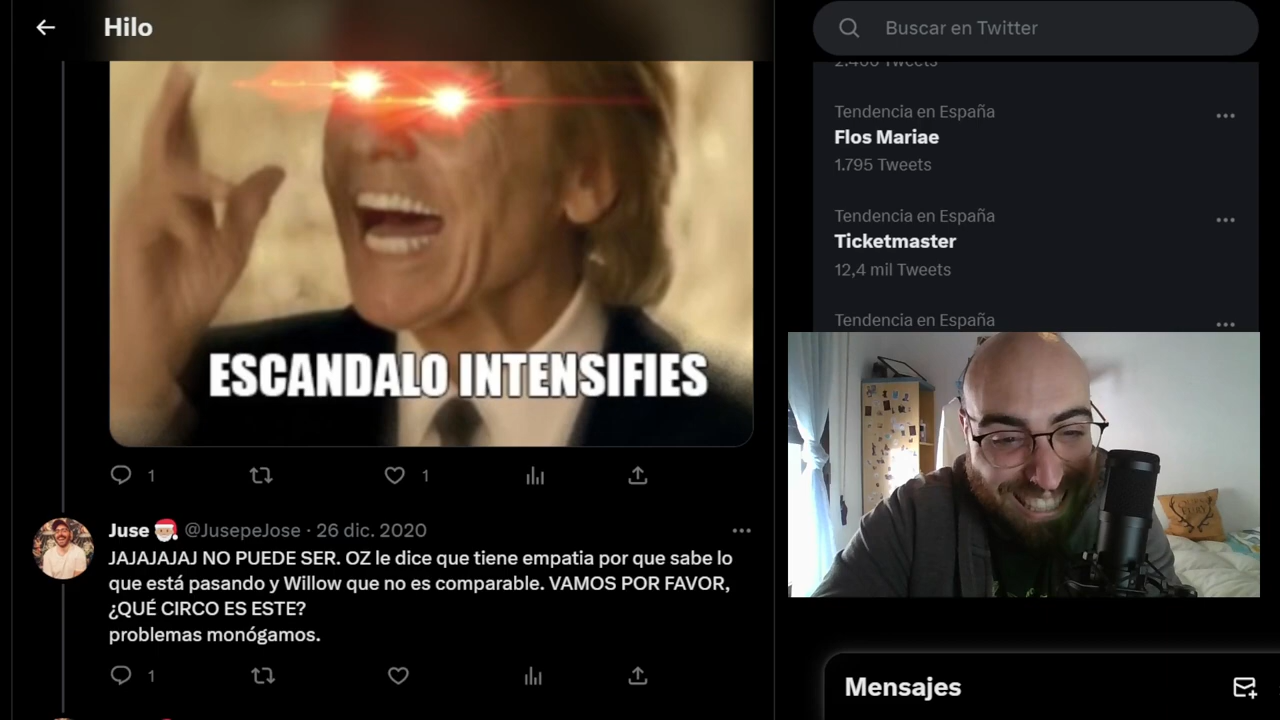 Hilo
ESCANDALO INTENSIFIES
1
1
Juse @JusepeJose · 26 dic. 2020
JAJAJAJAJ NO PUEDE SER. OZ le dice que tiene empatia por que sabe lo
que está pasando y Willow que no es comparable. VAMOS POR FAVOR,
¿QUÉ CIRCO ES ESTE?
problemas monógamos.
1
Buscar en Twitter
2.400 Tweets
Tendencia en España
Flos Mariae
1.795 Tweets
Tendencia en España
Ticketmaster
12,4 mil Tweets
Tendencia en España
Mensajes